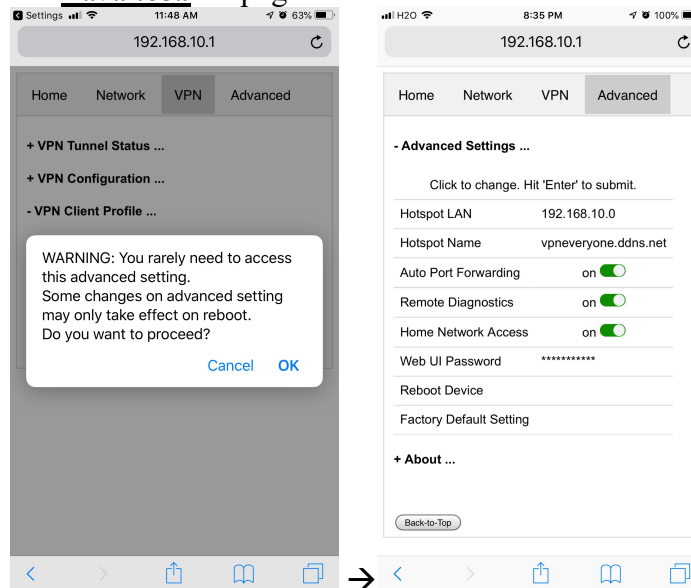 Settings 11:48 AM 63%
192.168.10.1
Home Network VPN Advanced
+ VPN Tunnel Status ...
+ VPN Configuration ...
- VPN Client Profile ...
WARNING: You rarely need to access
this advanced setting.
Some changes on advanced setting
may only take effect on reboot.
Do you want to proceed?
Cancel OK
→
H2O 8:35 PM 100%
192.168.10.1
Home Network VPN Advanced
- Advanced Settings ...
Click to change. Hit 'Enter' to submit.
Hotspot LAN 192.168.10.0
Hotspot Name vpneveryone.ddns.net
Auto Port Forwarding on
Remote Diagnostics on
Home Network Access on
Web UI Password ***********
Reboot Device
Factory Default Setting
+ About ...
Back-to-Top